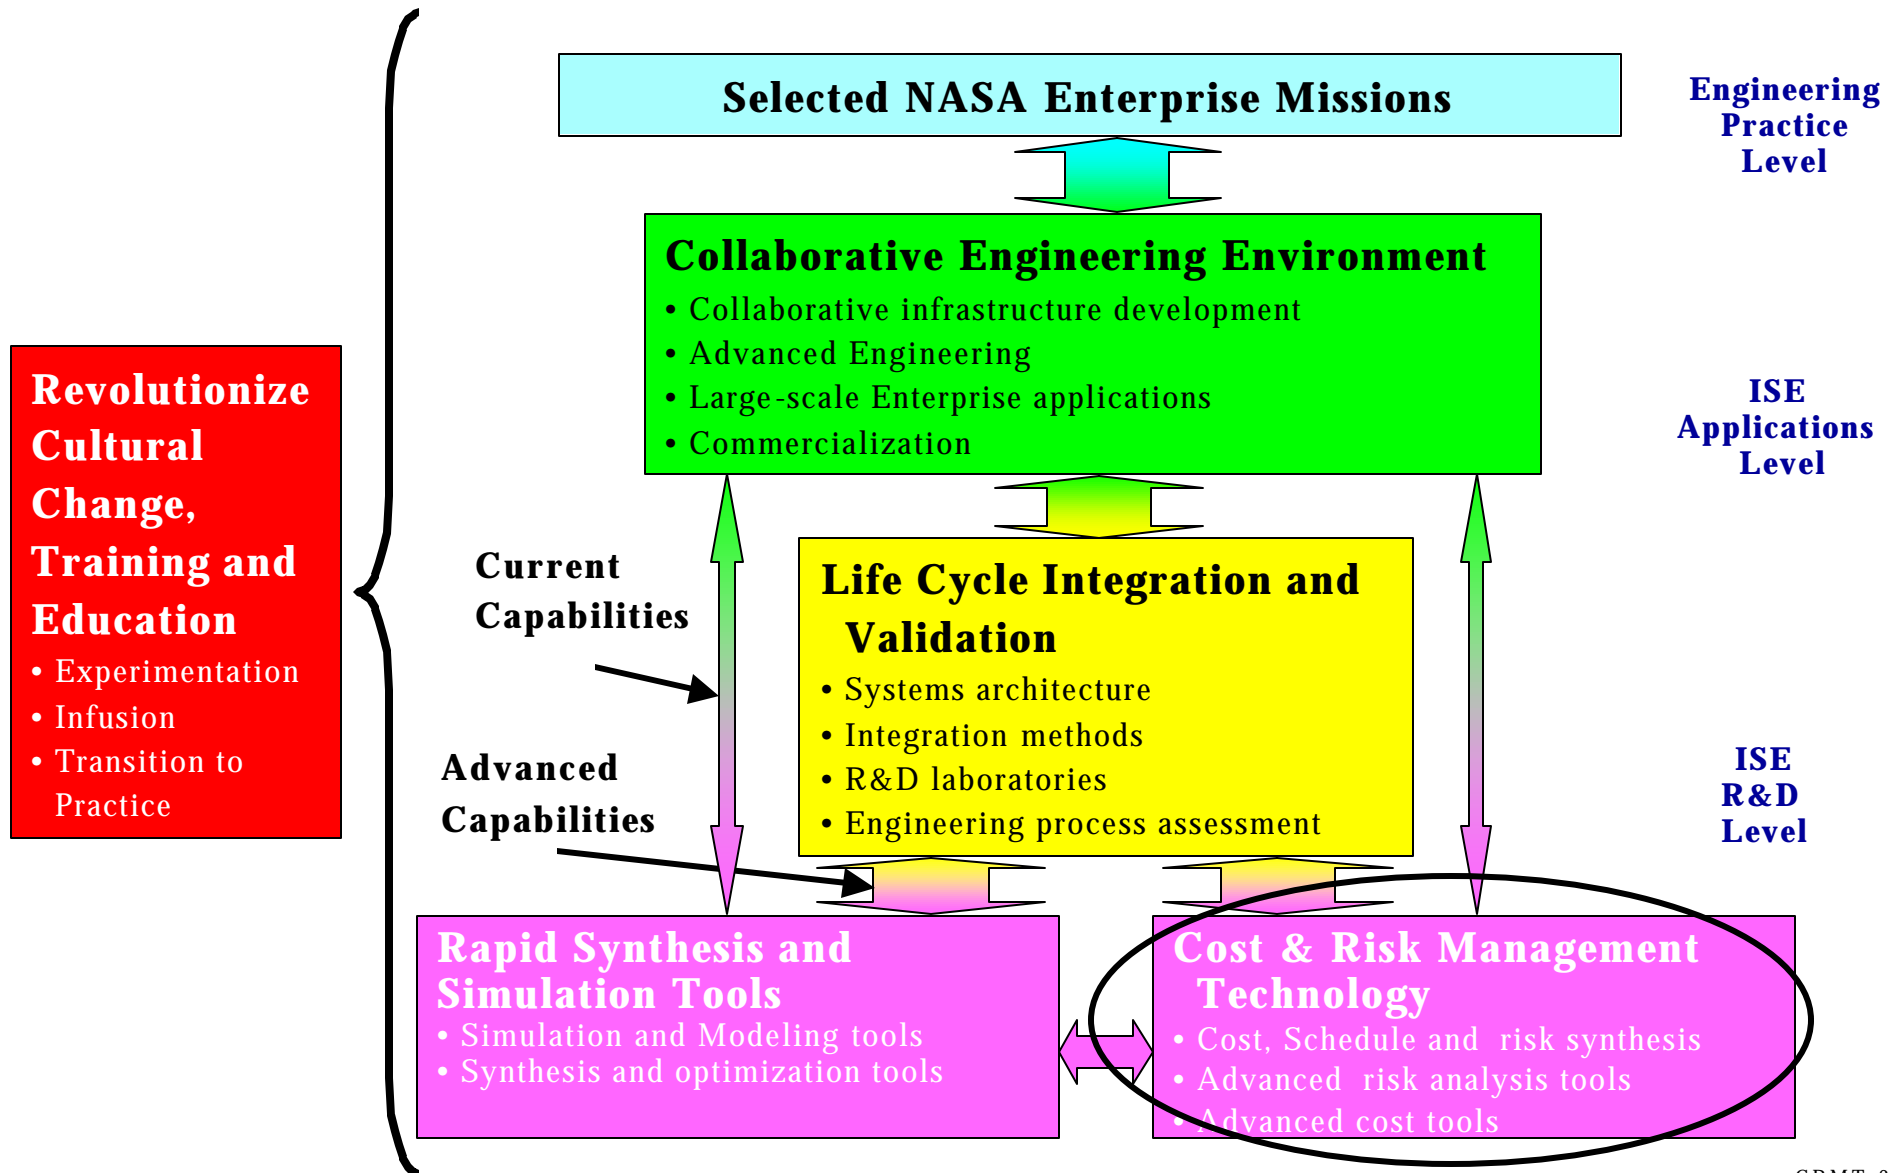 Selected NASA Enterprise Missions
Engineering
Practice
Level
Collaborative Engineering Environment
• Collaborative infrastructure development
• Advanced Engineering
• Large-scale Enterprise applications
• Commercialization
ISE
Applications
Level
Revolutionize
Cultural
Change,
Training and
Education
• Experimentation
• Infusion
• Transition to
Practice
Current
Capabilities
Advanced
Capabilities
Life Cycle Integration and
Validation
• Systems architecture
• Integration methods
• R&D laboratories
• Engineering process assessment
ISE
R&D
Level
Rapid Synthesis and
Simulation Tools
• Simulation and Modeling tools
• Synthesis and optimization tools
Cost & Risk Management
Technology
• Cost, Schedule and risk synthesis
• Advanced risk analysis tools
• Advanced cost tools